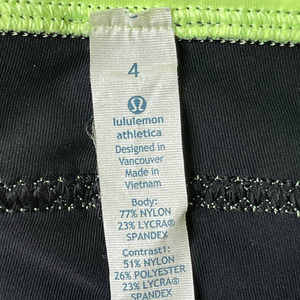 4
lululemon
athletica
Designed in
Vancouver
Made in
Vietnam
Body:
77% NYLON
23% LYCRA®
SPANDEX
Contrast1:
51% NYLON
26% POLYESTER
23% LYCRA®
SPANDEX